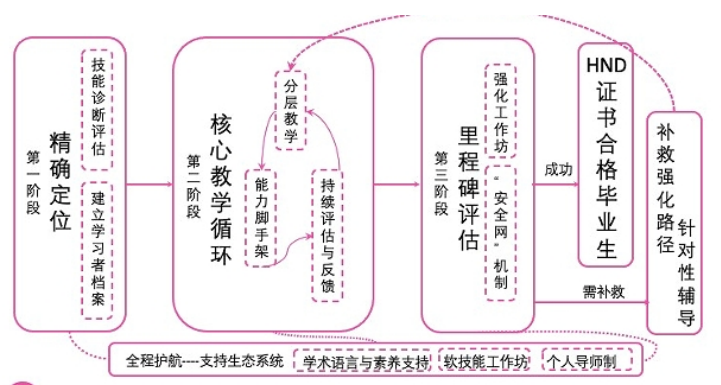 第一阶段
精确定位
技能诊断评估
建立学习者档案
第二阶段
核心教学循环
分层教学
能力脚手架
持续评估与反馈
第三阶段
里程碑评估
强化工作坊
“安全网”机制
成功
需补救
HND
证书合格毕业生
补救强化路径
针对性辅导
全程护航----支持生态系统
学术语言与素养支持
软技能工作坊
个人导师制